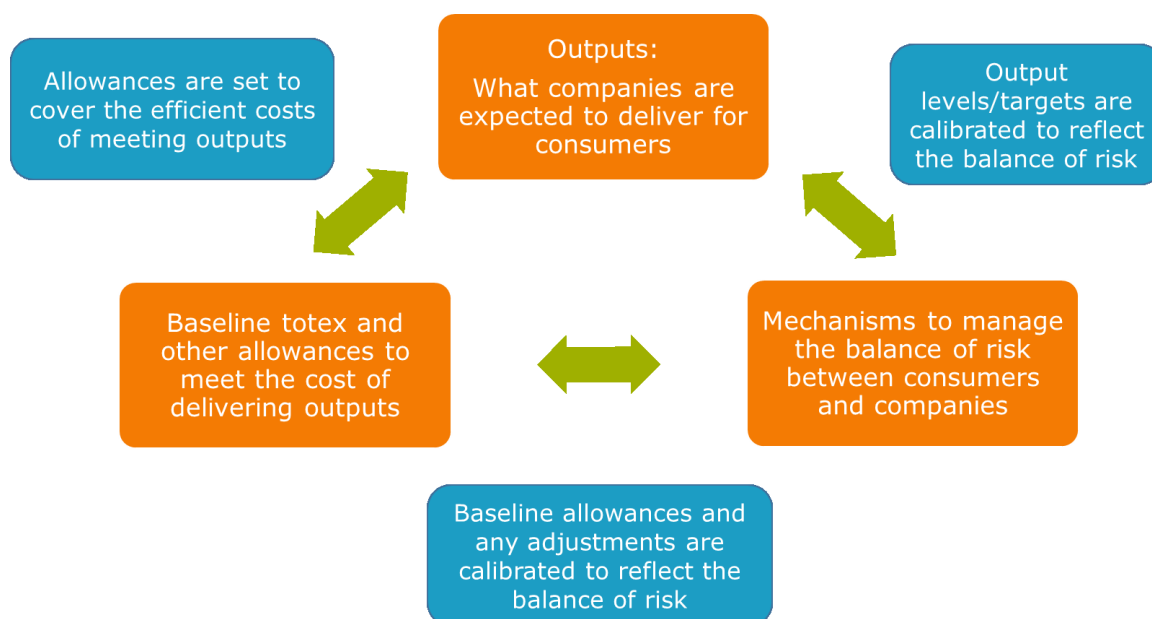 Allowances are set to
cover the efficient costs
of meeting outputs
Outputs:
What companies are
expected to deliver for
consumers
Output
levels/targets are
calibrated to reflect
the balance of risk
Baseline totex and
other allowances to
meet the cost of
delivering outputs
Mechanisms to manage
the balance of risk
between consumers
and companies
Baseline allowances and
any adjustments are
calibrated to reflect the
balance of risk